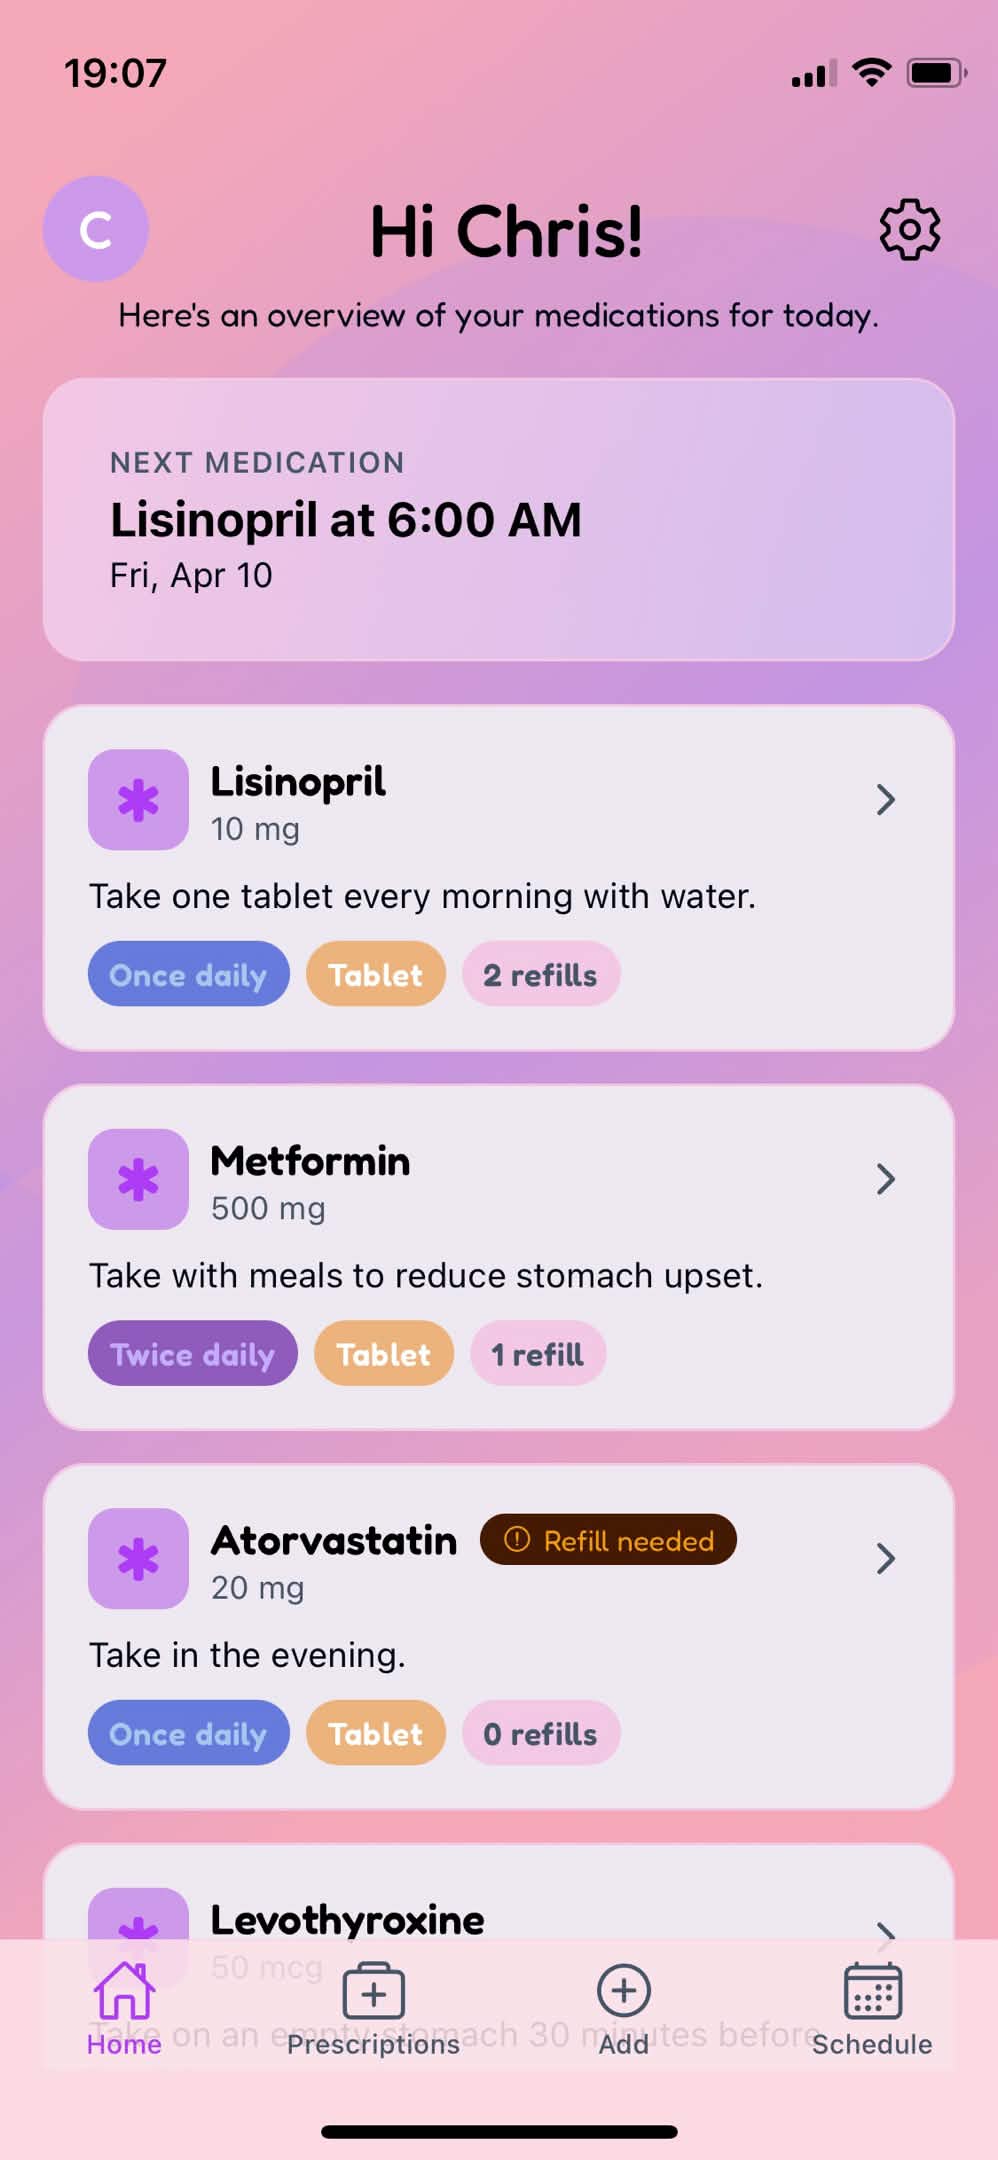 19:07
C
Hi Chris!
Here's an overview of your medications for today.
NEXT MEDICATION
Lisinopril at 6:00 AM
Fri, Apr 10
Lisinopril
10 mg
Take one tablet every morning with water.
Once daily Tablet 2 refills
Metformin
500 mg
Take with meals to reduce stomach upset.
Twice daily Tablet 1 refill
Atorvastatin Refill needed
20 mg
Take in the evening.
Once daily Tablet 0 refills
Levothyroxine
50 mcg
Take on an empty stomach 30 minutes before
Home Prescriptions Add Schedule